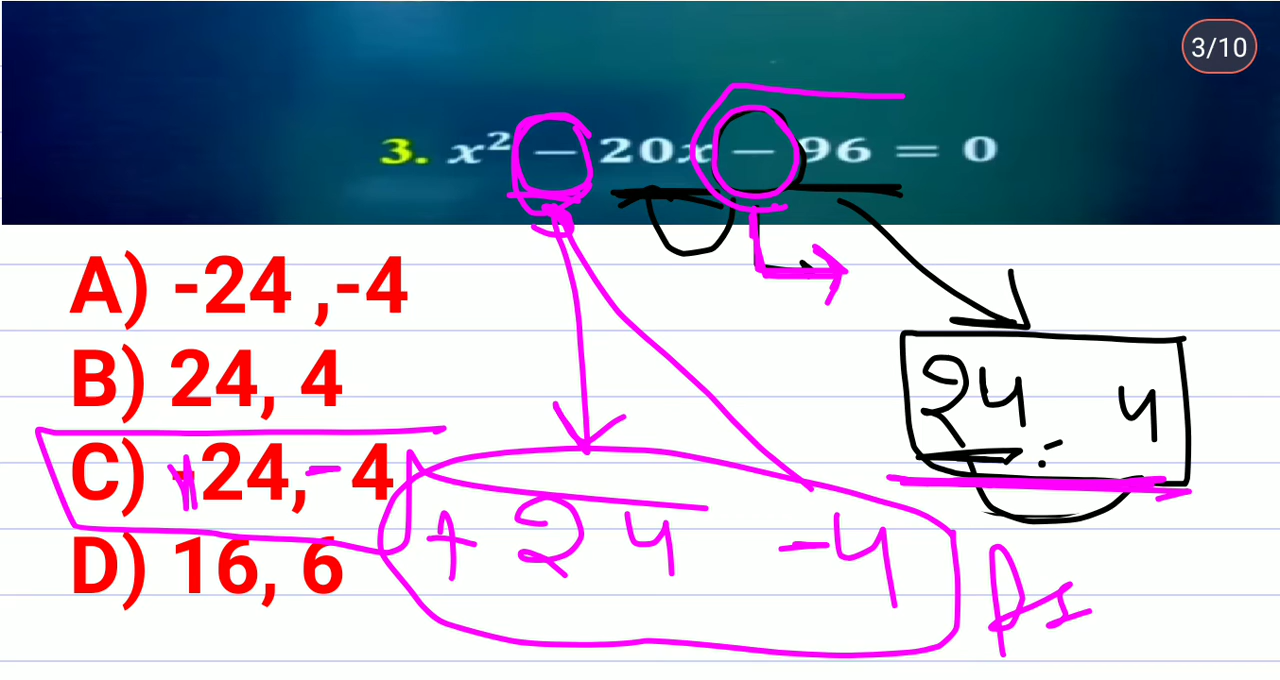 3/10
3. x² − 20x − 96 = 0
A) -24 ,-4
B) 24, 4
24 : 4
C) -24, - 4
+ 24 - 4
D) 16, 6